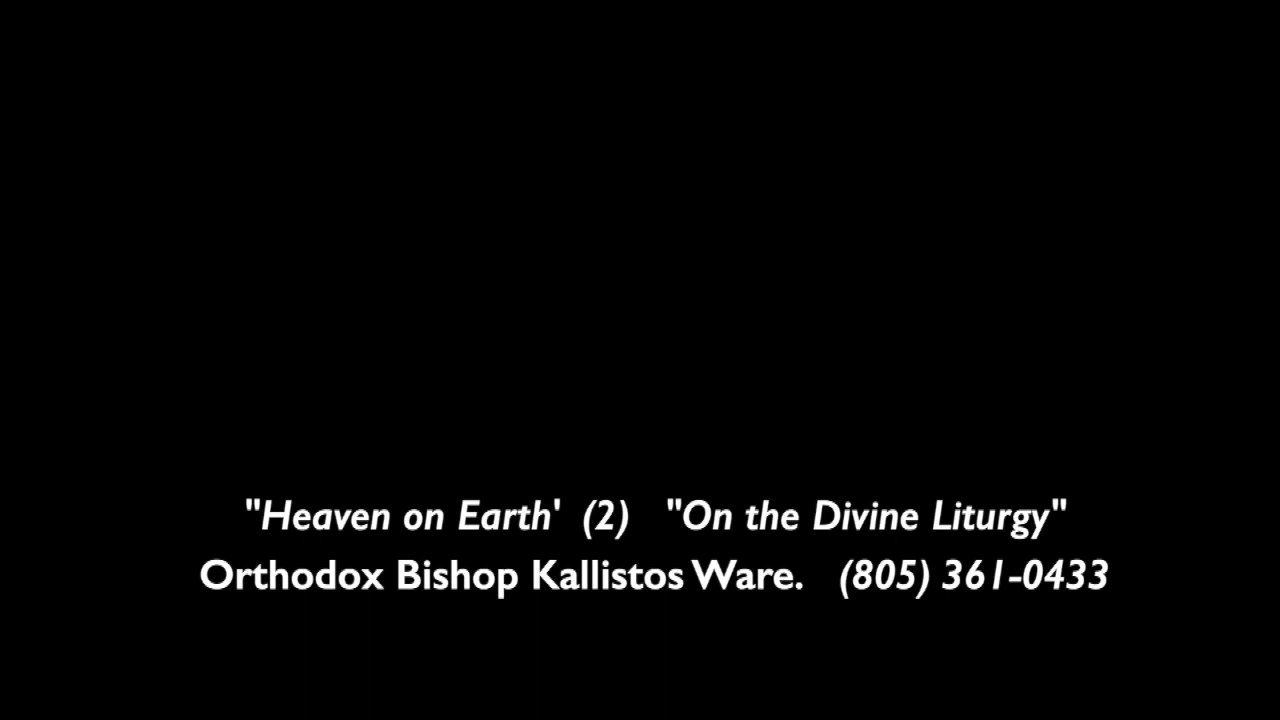 "Heaven on Earth' (2) "On the Divine Liturgy"
Orthodox Bishop Kallistos Ware. (805) 361-0433